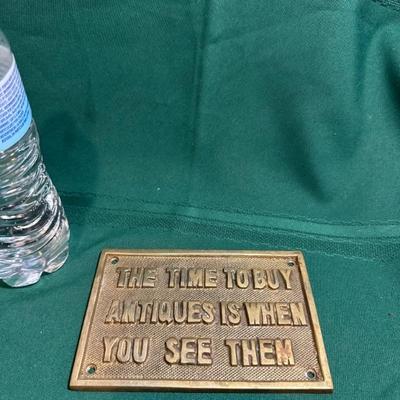 THE TIME TO BUY
ANTIQUES IS WHEN
YOU SEE THEM